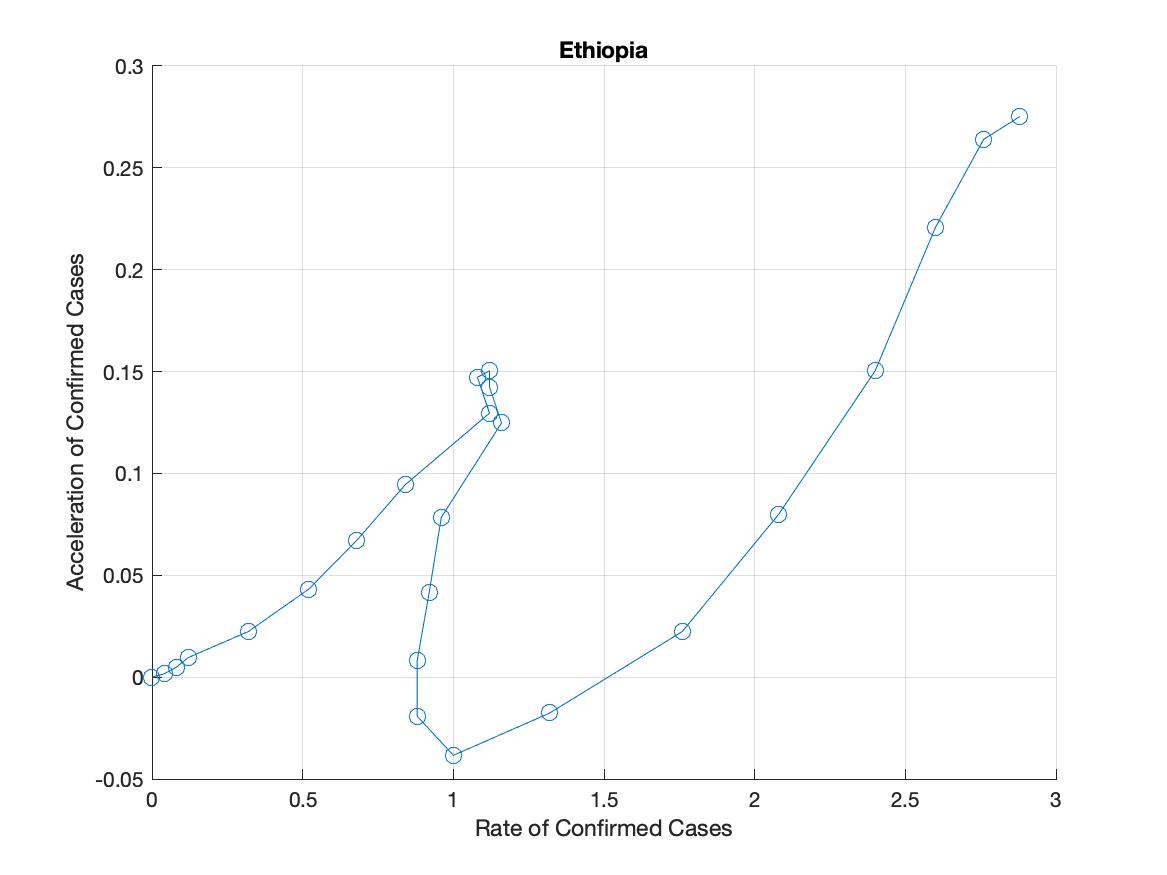 Ethiopia
0.3
0.25
0.2
0.15
0.1
0.05
0
-0.05
Acceleration of Confirmed Cases
0 0.5 1 1.5 2 2.5 3
Rate of Confirmed Cases